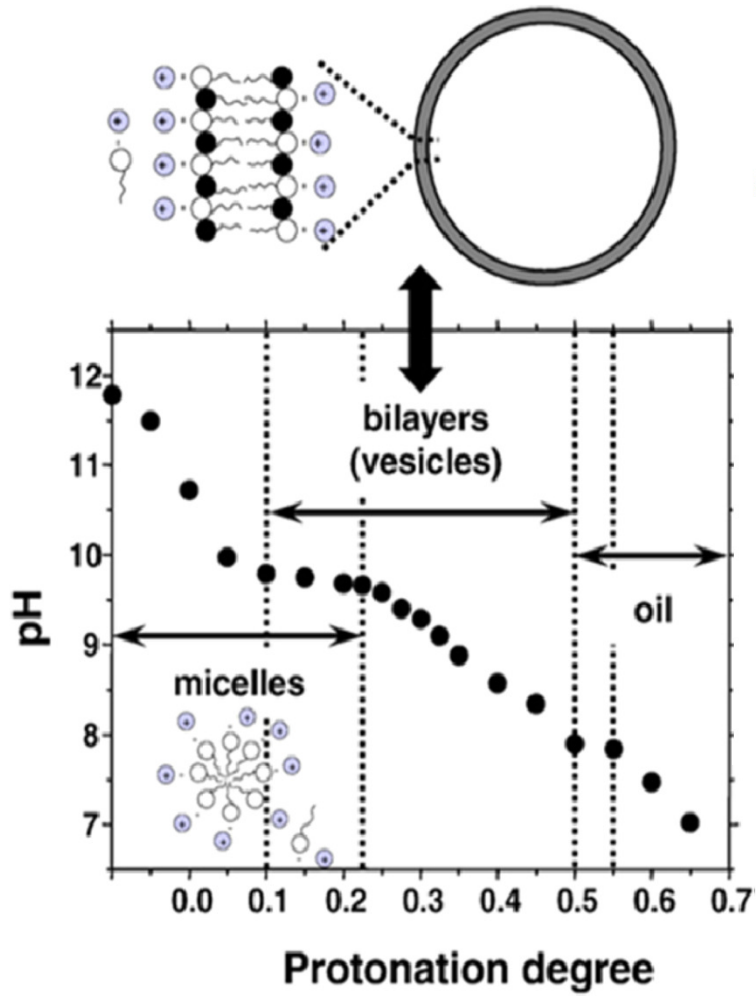 12
bilayers
(vesicles)
11
10
oil
pH
9
micelles
8
7
0.0 0.1 0.2 0.3 0.4 0.5 0.6 0.7
Protonation degree